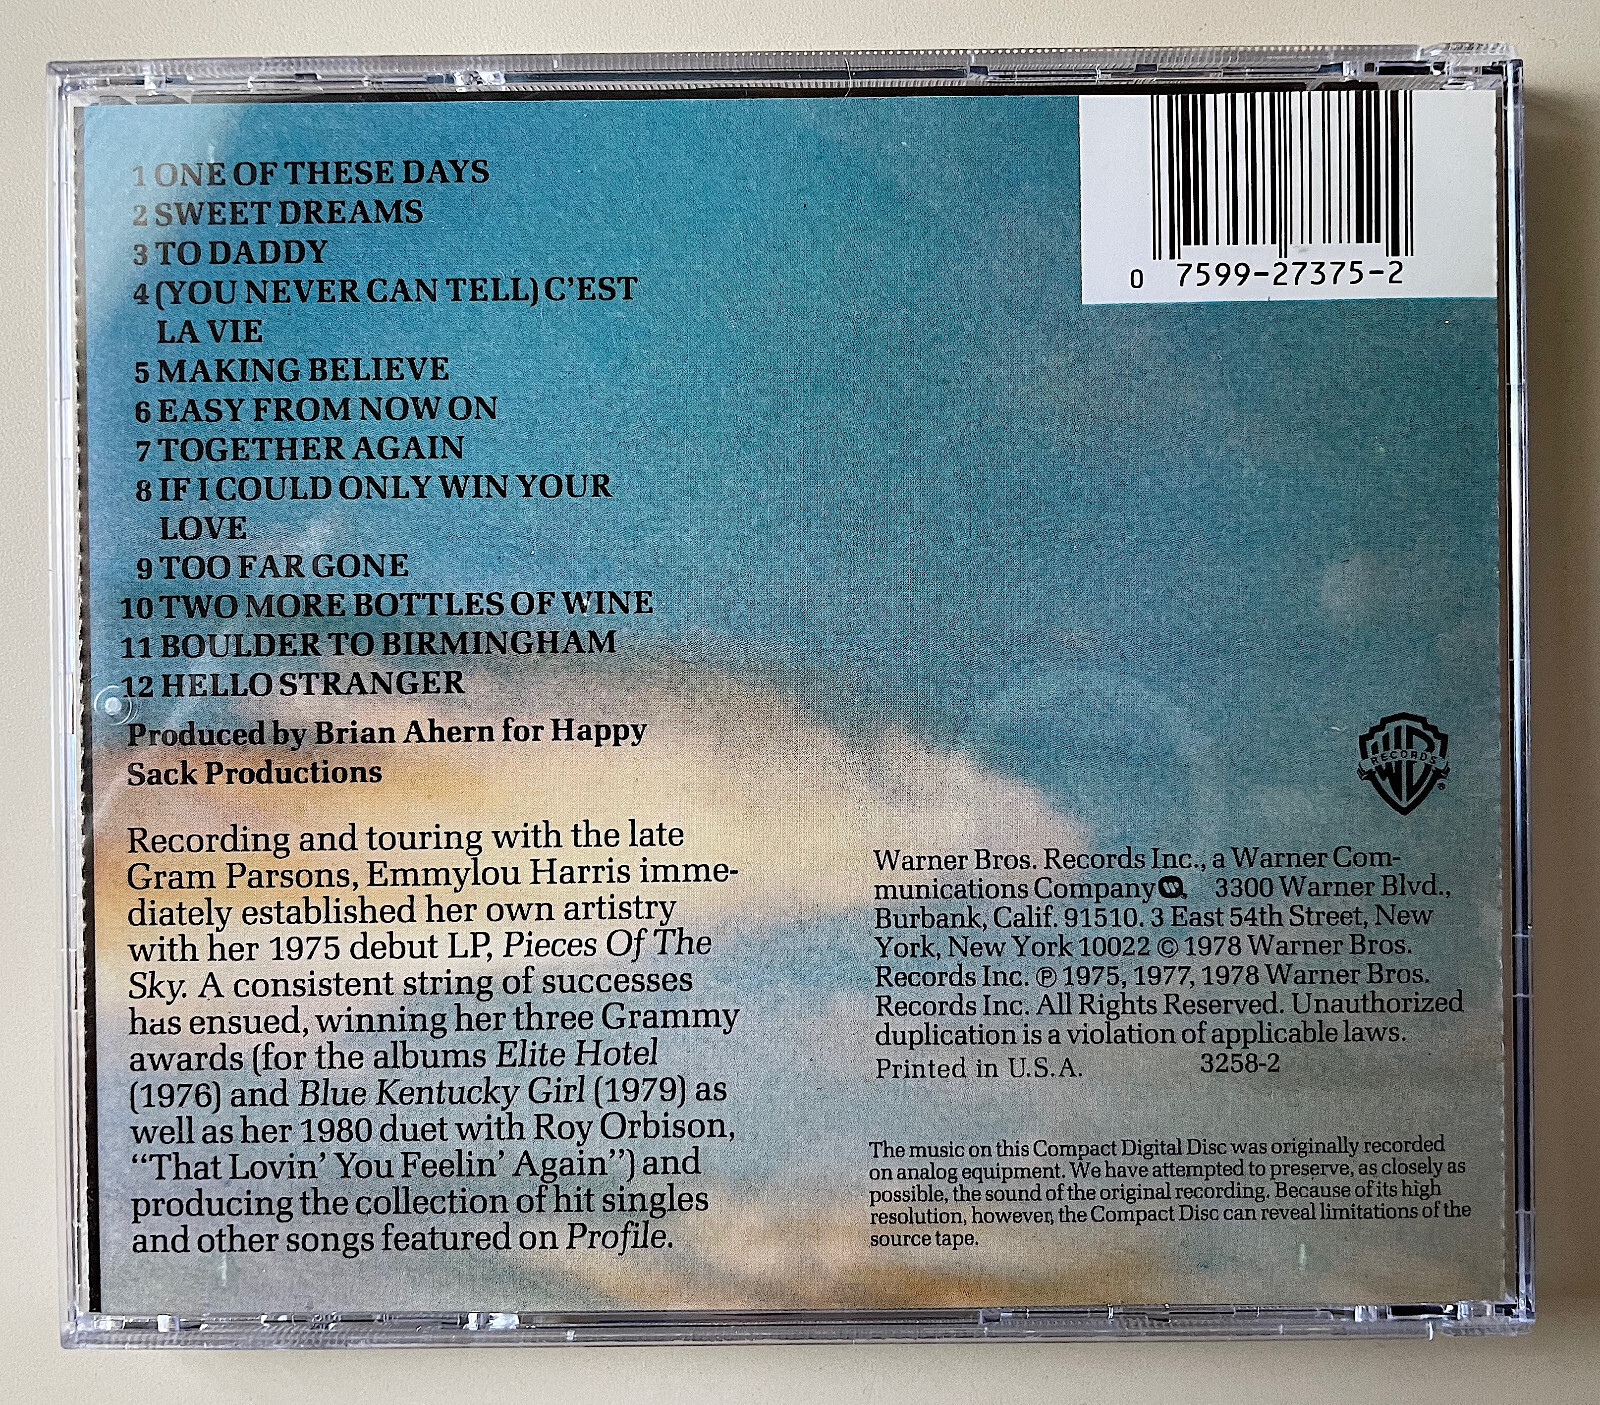 1 ONE OF THESE DAYS
2 SWEET DREAMS
3 TO DADDY
4 (YOU NEVER CAN TELL) C'EST
LA VIE
5 MAKING BELIEVE
6 EASY FROM NOW ON
7 TOGETHER AGAIN
8 IF I COULD ONLY WIN YOUR
LOVE
9 TOO FAR GONE
10 TWO MORE BOTTLES OF WINE
11 BOULDER TO BIRMINGHAM
12 HELLO STRANGER
Produced by Brian Ahern for Happy
Sack Productions
Recording and touring with the late
Gram Parsons, Emmylou Harris imme-
diately established her own artistry
with her 1975 debut LP, Pieces Of The
Sky. A consistent string of successes
has ensued, winning her three Grammy
awards (for the albums Elite Hotel
(1976) and Blue Kentucky Girl (1979) as
well as her 1980 duet with Roy Orbison,
“That Lovin' You Feelin' Again”) and
producing the collection of hit singles
and other songs featured on Profile.
0 7599-27375-2
WB RECORDS ®
Warner Bros. Records Inc., a Warner Com-
munications Company 3300 Warner Blvd.,
Burbank, Calif. 91510. 3 East 54th Street, New
York, New York 10022 © 1978 Warner Bros.
Records Inc. ℗ 1975, 1977, 1978 Warner Bros.
Records Inc. All Rights Reserved. Unauthorized
duplication is a violation of applicable laws.
Printed in U.S.A. 3258-2
The music on this Compact Digital Disc was originally recorded
on analog equipment. We have attempted to preserve, as closely as
possible, the sound of the original recording. Because of its high
resolution, however, the Compact Disc can reveal limitations of the
source tape.